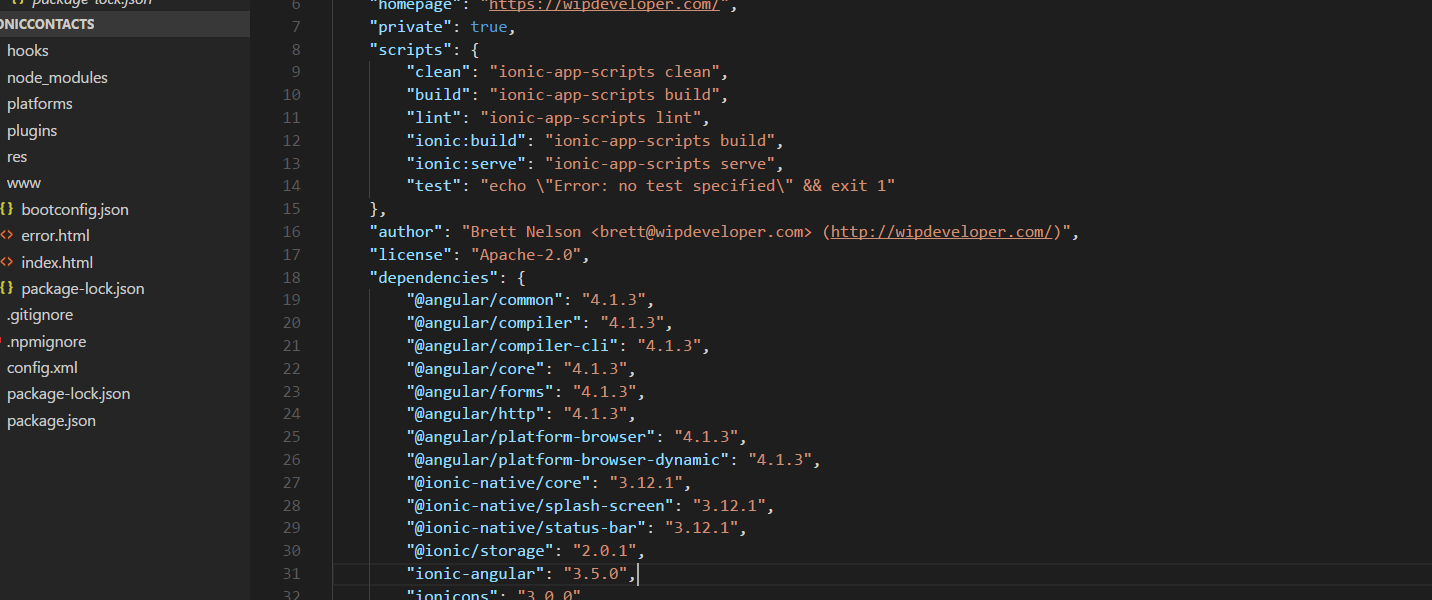 package-lock.json
ONICCONTACTS
hooks
node_modules
platforms
plugins
res
www
{} bootconfig.json
<> error.html
<> index.html
{} package-lock.json
.gitignore
.npmignore
config.xml
package-lock.json
package.json
6 "homepage": "https://wipdeveloper.com/",
7 "private": true,
8 "scripts": {
9 "clean": "ionic-app-scripts clean",
10 "build": "ionic-app-scripts build",
11 "lint": "ionic-app-scripts lint",
12 "ionic:build": "ionic-app-scripts build",
13 "ionic:serve": "ionic-app-scripts serve",
14 "test": "echo \"Error: no test specified\" && exit 1"
15 },
16 "author": "Brett Nelson <brett@wipdeveloper.com> (http://wipdeveloper.com/)",
17 "license": "Apache-2.0",
18 "dependencies": {
19 "@angular/common": "4.1.3",
20 "@angular/compiler": "4.1.3",
21 "@angular/compiler-cli": "4.1.3",
22 "@angular/core": "4.1.3",
23 "@angular/forms": "4.1.3",
24 "@angular/http": "4.1.3",
25 "@angular/platform-browser": "4.1.3",
26 "@angular/platform-browser-dynamic": "4.1.3",
27 "@ionic-native/core": "3.12.1",
28 "@ionic-native/splash-screen": "3.12.1",
29 "@ionic-native/status-bar": "3.12.1",
30 "@ionic/storage": "2.0.1",
31 "ionic-angular": "3.5.0",
32 "ionicons": "3.0.0"